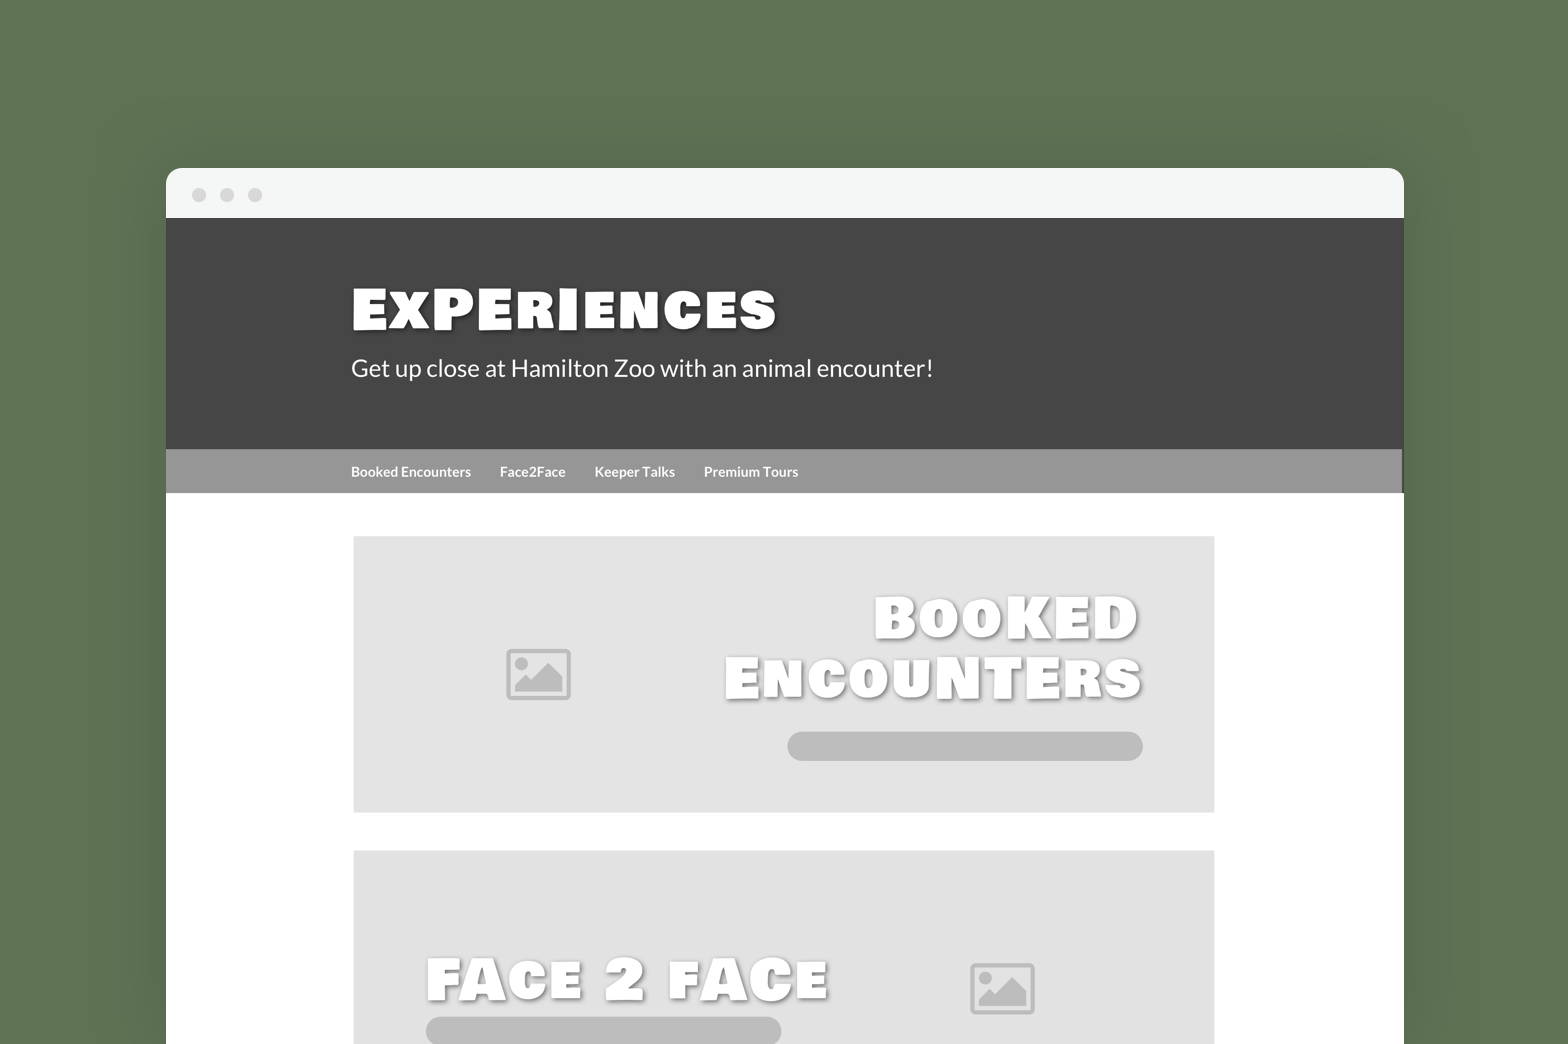 ExPERIENCES
Get up close at Hamilton Zoo with an animal encounter!
Booked Encounters Face2Face Keeper Talks Premium Tours
BooKED
EncouNTERS
FACE 2 FACE